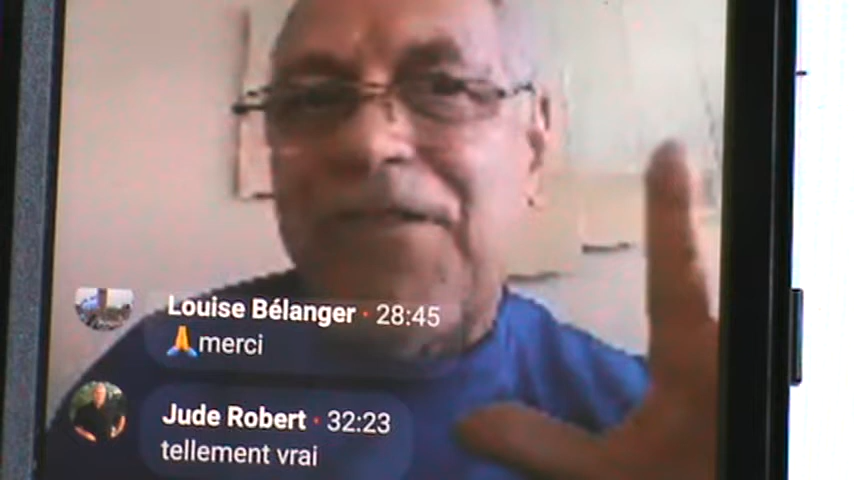 Louise Bélanger · 28:45
🙏merci
Jude Robert · 32:23
tellement vrai